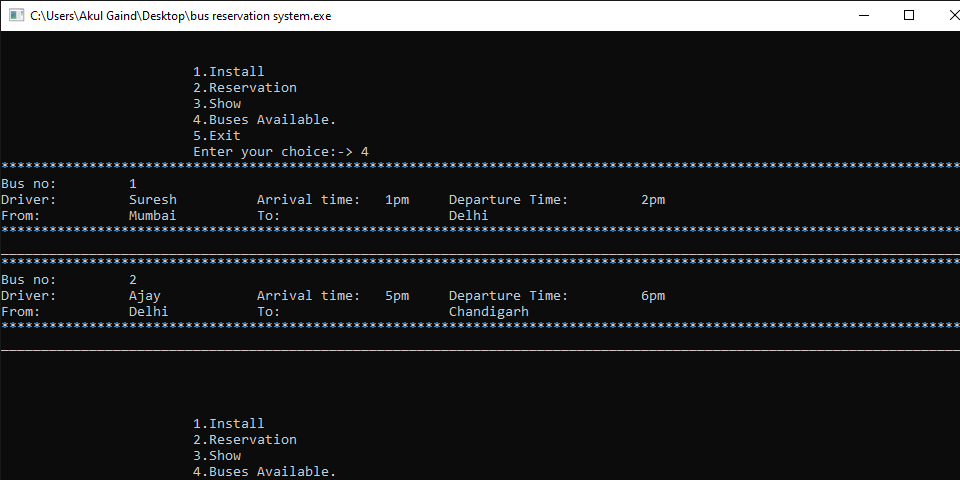 C:\Users\Akul Gaind\Desktop\bus reservation system.exe
1.Install
2.Reservation
3.Show
4.Buses Available.
5.Exit
Enter your choice:-> 4
************************************************************************************************************************
Bus no: 1
Driver: Suresh Arrival time: 1pm Departure Time: 2pm
From: Mumbai To: Delhi
************************************************************************************************************************
________________________________________________________________________________________________________________________
************************************************************************************************************************
Bus no: 2
Driver: Ajay Arrival time: 5pm Departure Time: 6pm
From: Delhi To: Chandigarh
************************************************************************************************************************
________________________________________________________________________________________________________________________
1.Install
2.Reservation
3.Show
4.Buses Available.